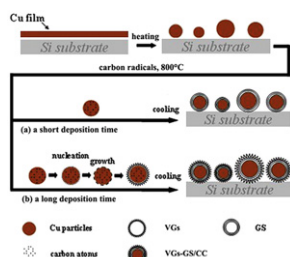 Cu film
heating
Si substrate
Si substrate
carbon radicals, 800°C
cooling
(a) a short deposition time
Si substrate
nucleation
growth
cooling
(b) a long deposition time
Si substrate
Cu particles
VGs
GS
carbon atoms
VGs-GS/CC